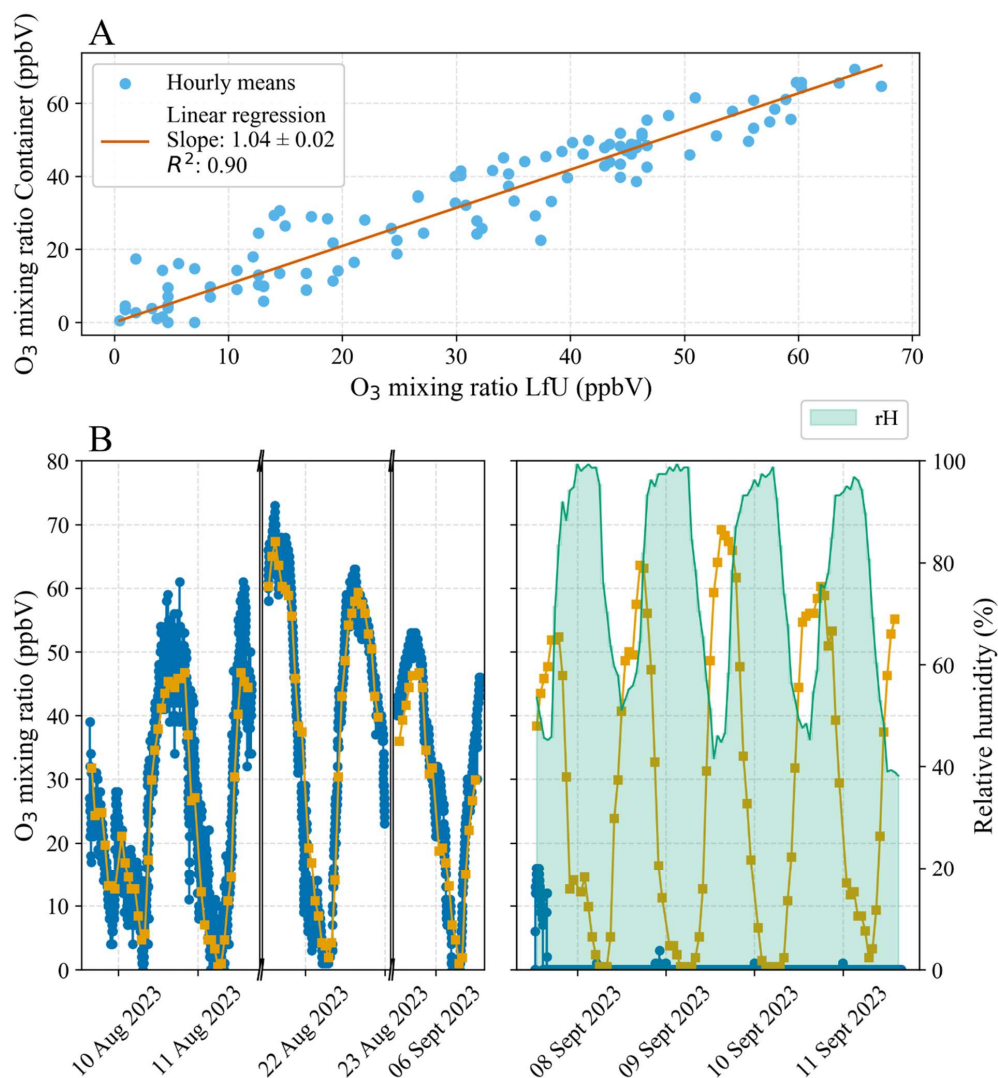 A
O₃ mixing ratio Container (ppbV)
60
40
20
0
Hourly means
Linear regression
Slope: 1.04 ± 0.02
R²: 0.90
0 10 20 30 40 50 60 70
O₃ mixing ratio LfU (ppbV)
rH
B
O₃ mixing ratio (ppbV)
80
70
60
50
40
30
20
10
0
10 Aug 2023
11 Aug 2023
22 Aug 2023
23 Aug 2023
06 Sept 2023
08 Sept 2023
09 Sept 2023
10 Sept 2023
11 Sept 2023
100
80
60
40
20
0
Relative humidity (%)